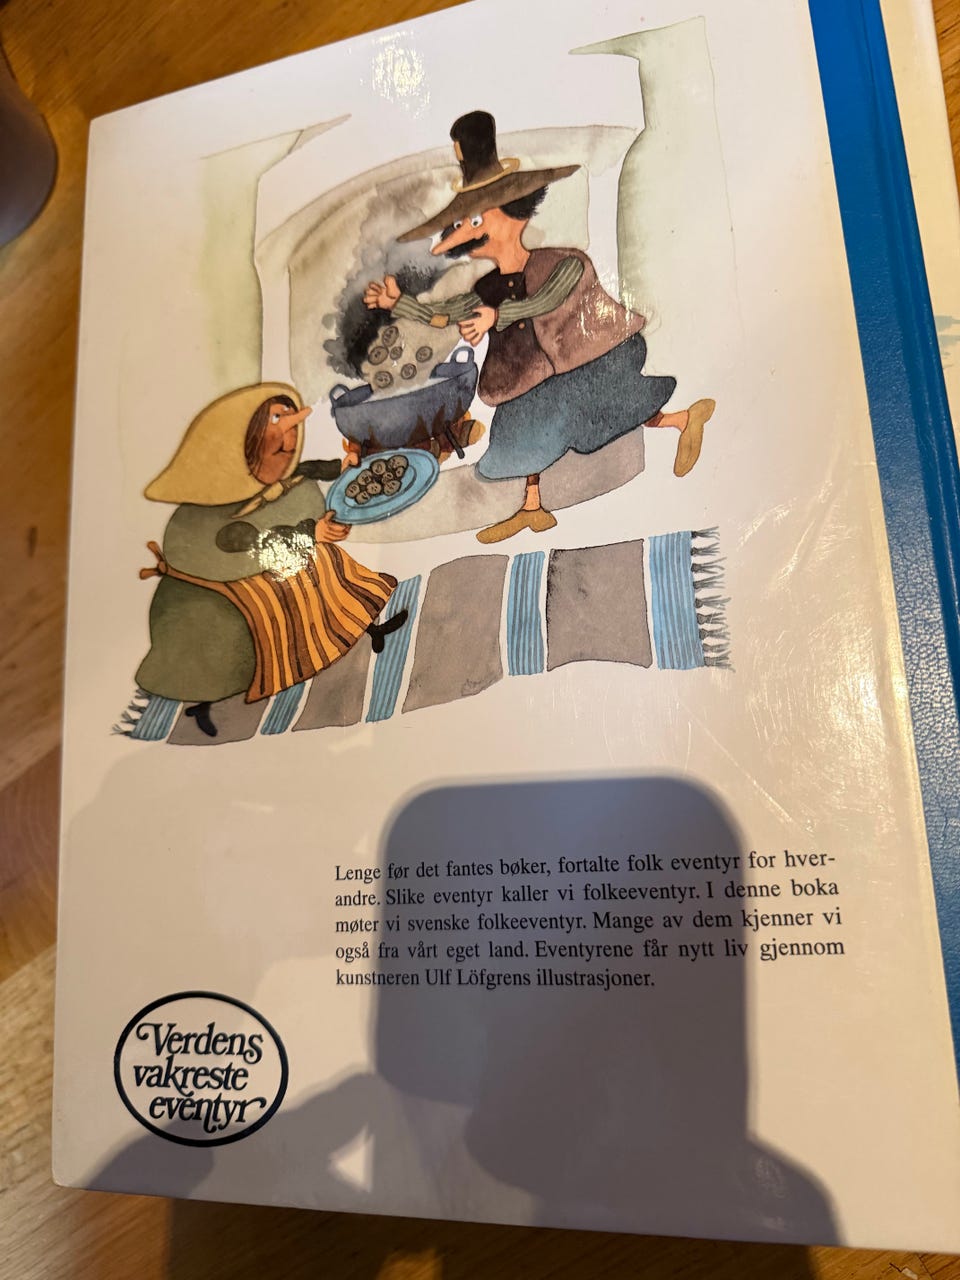 Lenge før det fantes bøker, fortalte folk eventyr for hver-
andre. Slike eventyr kaller vi folkeeventyr. I denne boka
møter vi svenske folkeeventyr. Mange av dem kjenner vi
også fra vårt eget land. Eventyrene får nytt liv gjennom
kunstneren Ulf Löfgrens illustrasjoner.
Verdens
vakreste
eventyr